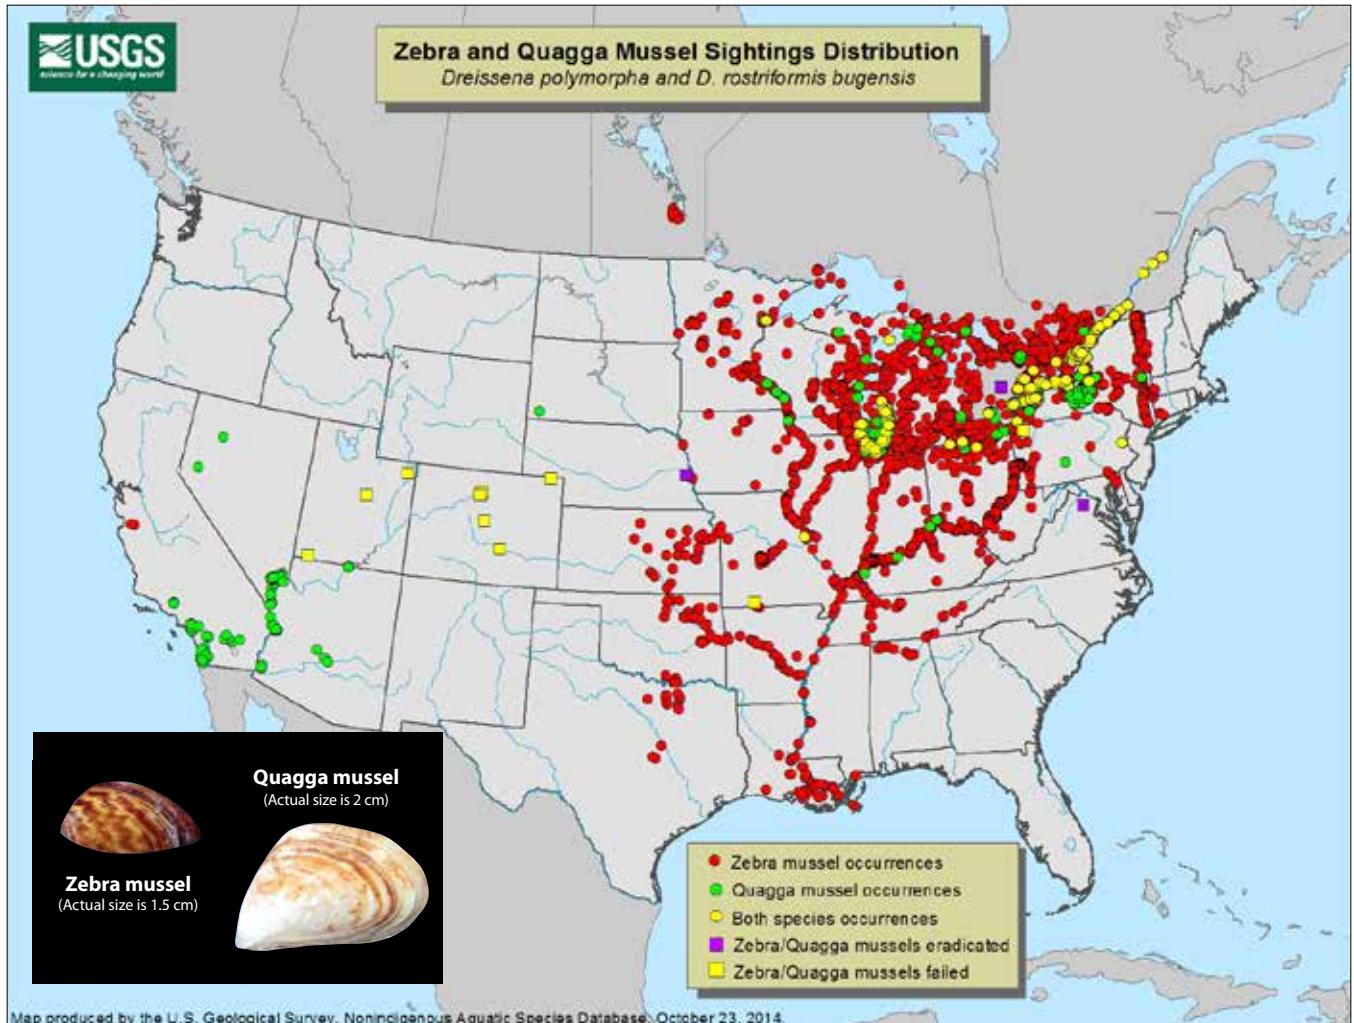 USGS
science for a changing world
Zebra and Quagga Mussel Sightings Distribution
Dreissena polymorpha and D. rostriformis bugensis
Quagga mussel
(Actual size is 2 cm)
Zebra mussel
(Actual size is 1.5 cm)
Zebra mussel occurrences
Quagga mussel occurrences
Both species occurrences
Zebra/Quagga mussels eradicated
Zebra/Quagga mussels failed
Map produced by the U.S. Geological Survey, Nonindigenous Aquatic Species Database, October 23, 2014.